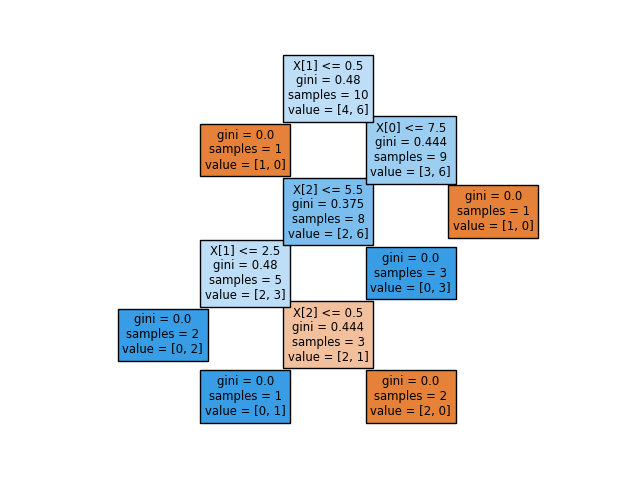 X[1] <= 0.5
gini = 0.48
samples = 10
value = [4, 6]
gini = 0.0
samples = 1
value = [1, 0]
X[0] <= 7.5
gini = 0.444
samples = 9
value = [3, 6]
X[2] <= 5.5
gini = 0.375
samples = 8
value = [2, 6]
gini = 0.0
samples = 1
value = [1, 0]
X[1] <= 2.5
gini = 0.48
samples = 5
value = [2, 3]
gini = 0.0
samples = 3
value = [0, 3]
gini = 0.0
samples = 2
value = [0, 2]
X[2] <= 0.5
gini = 0.444
samples = 3
value = [2, 1]
gini = 0.0
samples = 1
value = [0, 1]
gini = 0.0
samples = 2
value = [2, 0]